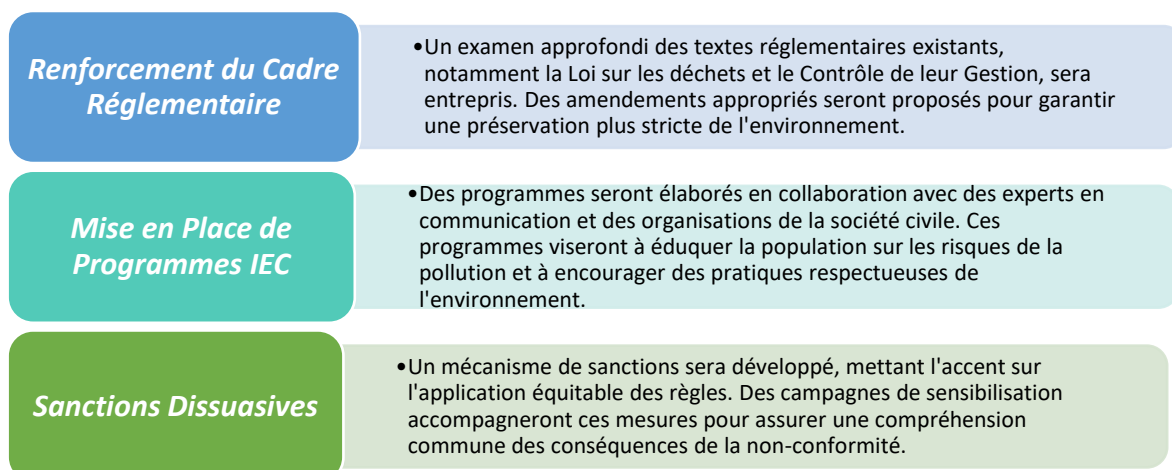 Renforcement du Cadre
Réglementaire
•Un examen approfondi des textes réglementaires existants,
notamment la Loi sur les déchets et le Contrôle de leur Gestion, sera
entrepris. Des amendements appropriés seront proposés pour garantir
une préservation plus stricte de l'environnement.
Mise en Place de
Programmes IEC
•Des programmes seront élaborés en collaboration avec des experts en
communication et des organisations de la société civile. Ces
programmes viseront à éduquer la population sur les risques de la
pollution et à encourager des pratiques respectueuses de
l'environnement.
Sanctions Dissuasives
•Un mécanisme de sanctions sera développé, mettant l'accent sur
l'application équitable des règles. Des campagnes de sensibilisation
accompagneront ces mesures pour assurer une compréhension
commune des conséquences de la non-conformité.